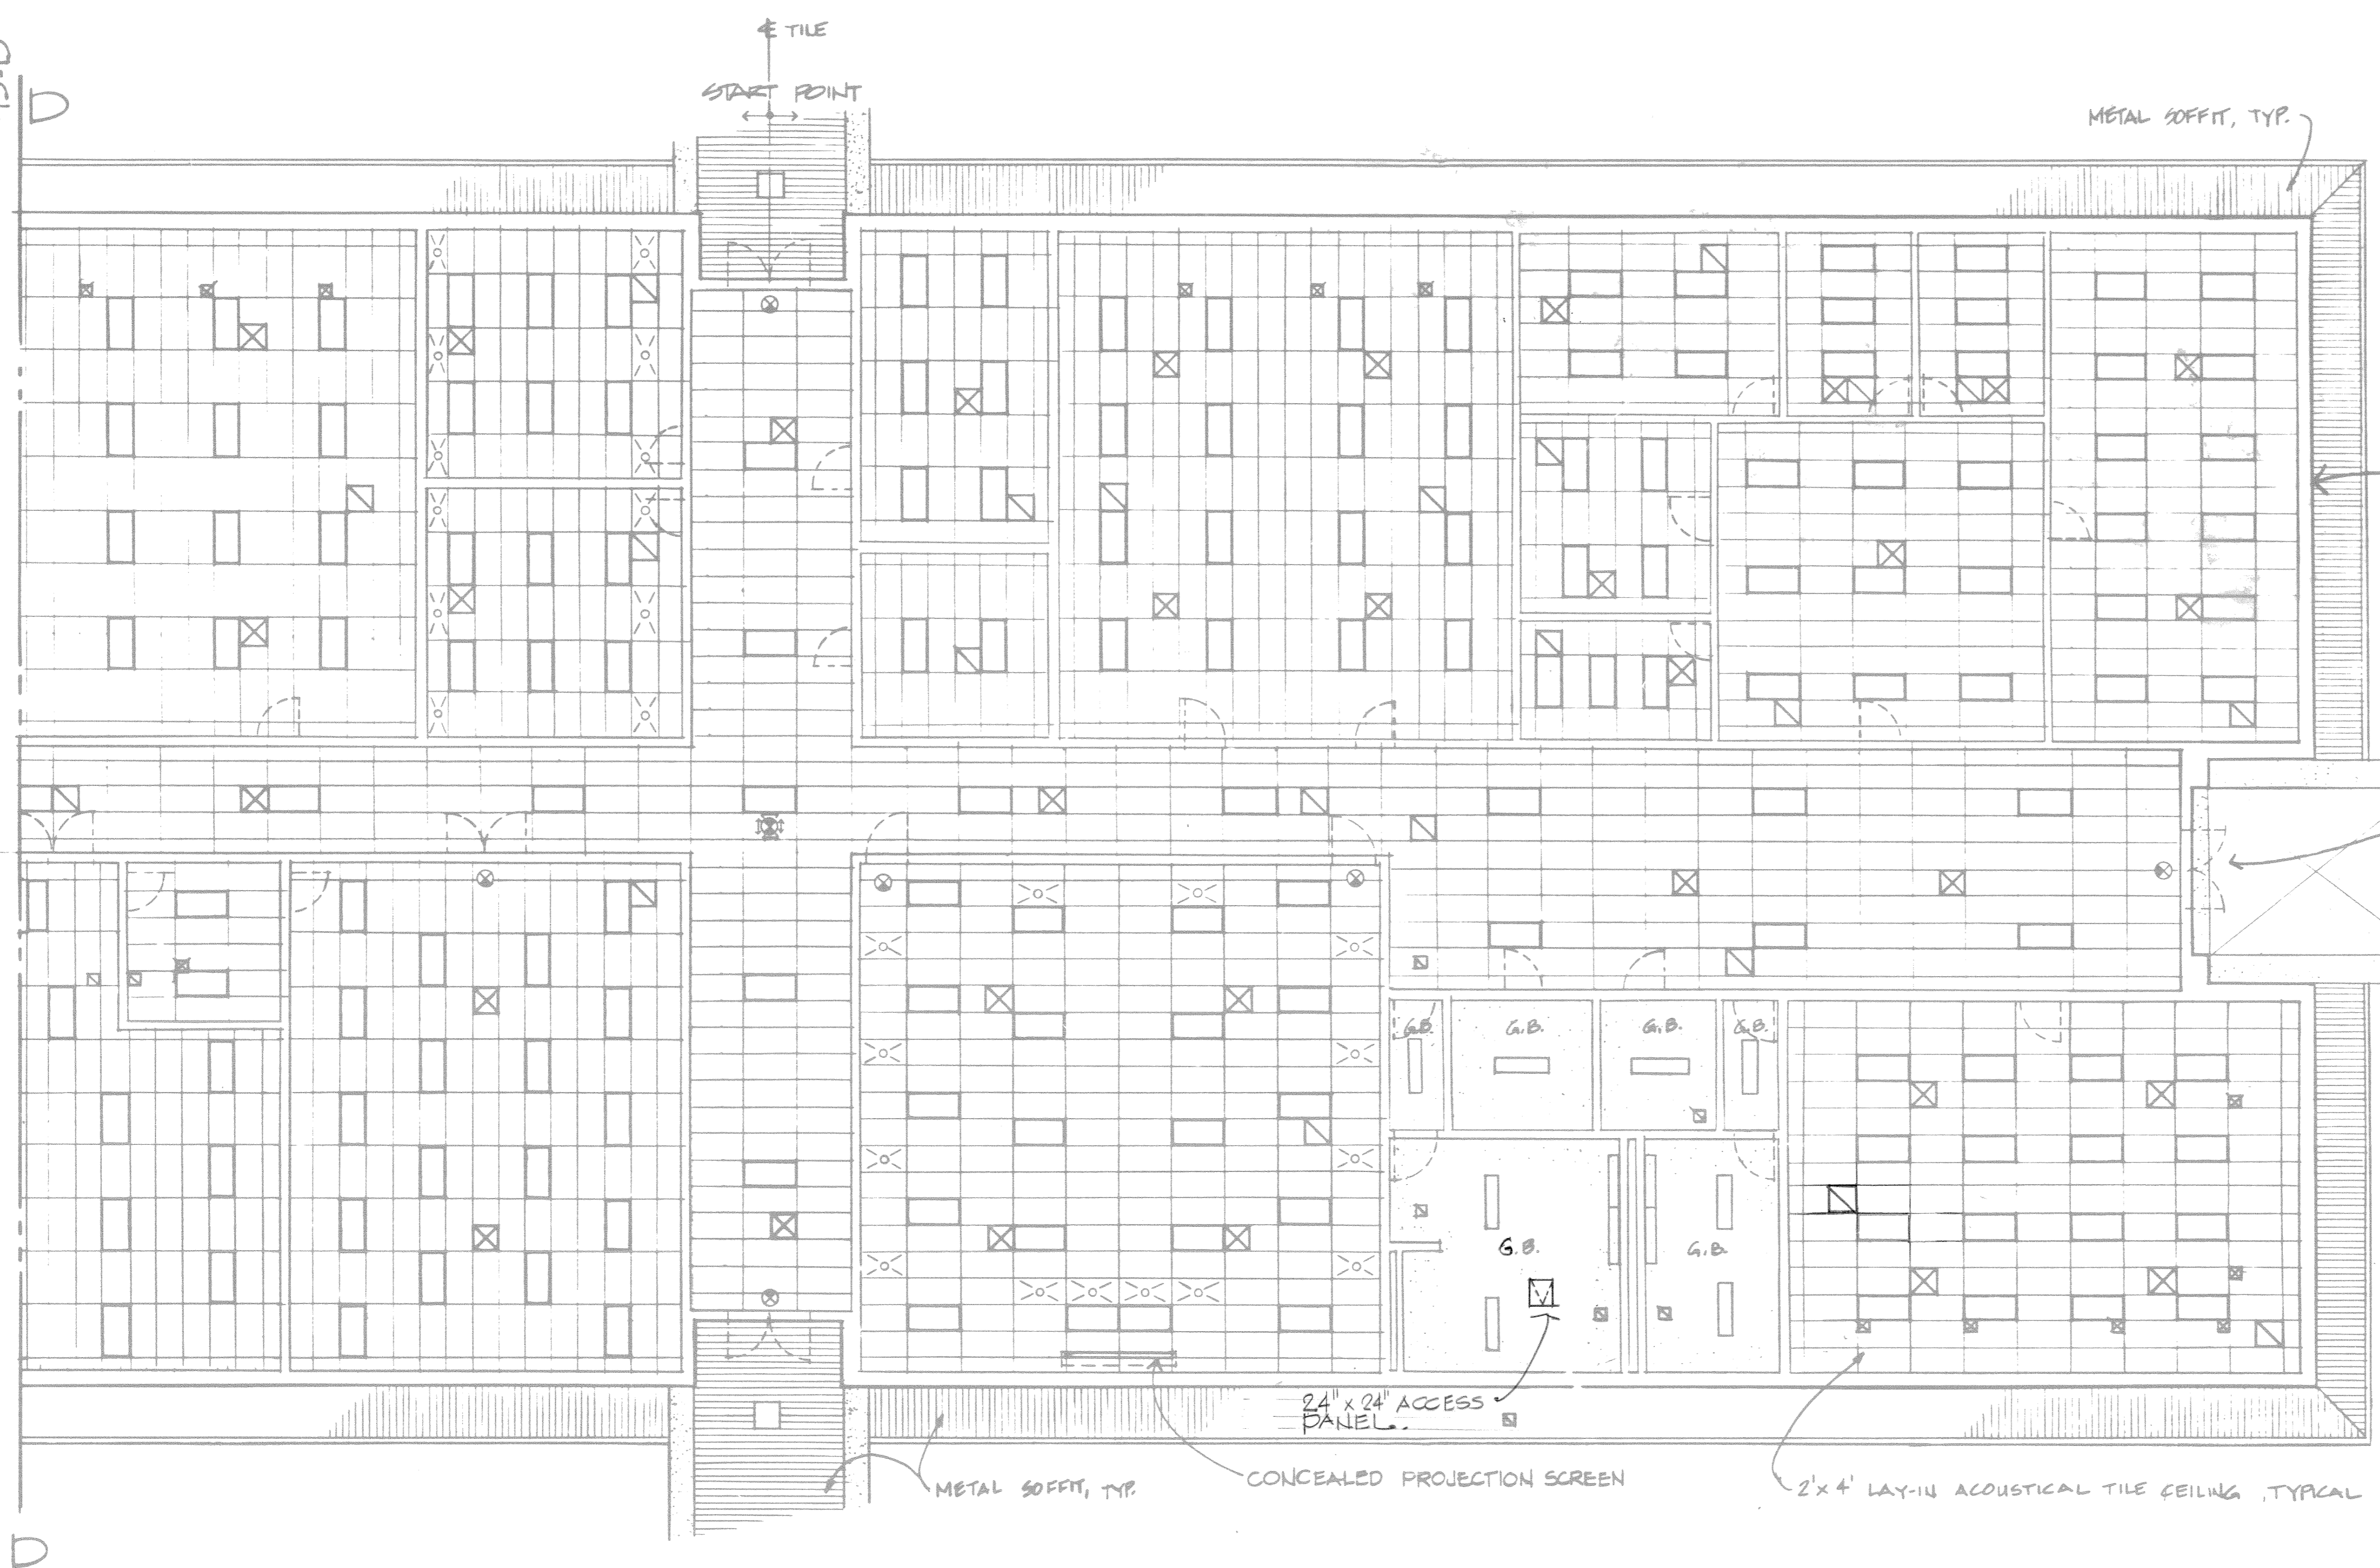 ℄ TILE
D
START POINT
METAL SOFFIT, TYP.
G.B.
G.B.
G.B.
G.B.
G.B.
G.B.
24" x 24" ACCESS
PANEL.
METAL SOFFIT, TYP.
CONCEALED PROJECTION SCREEN
2'x4' LAY-IN ACOUSTICAL TILE CEILING, TYPICAL
D